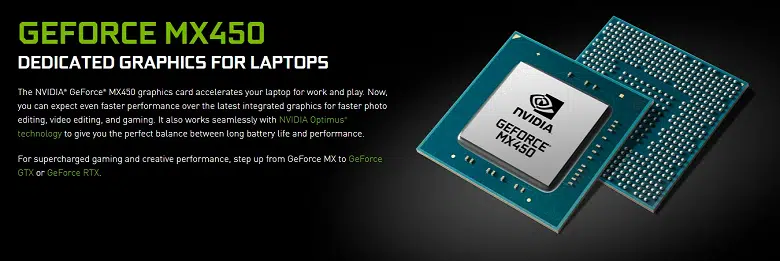 GEFORCE MX450
DEDICATED GRAPHICS FOR LAPTOPS
The NVIDIA® GeForce® MX450 graphics card accelerates your laptop for work and play. Now,
you can expect even faster performance over the latest integrated graphics for faster photo
editing, video editing, and gaming. It also works seamlessly with NVIDIA Optimus®
technology to give you the perfect balance between long battery life and performance.
For supercharged gaming and creative performance, step up from GeForce MX to GeForce
GTX or GeForce RTX.
NVIDIA
GEFORCE
MX450